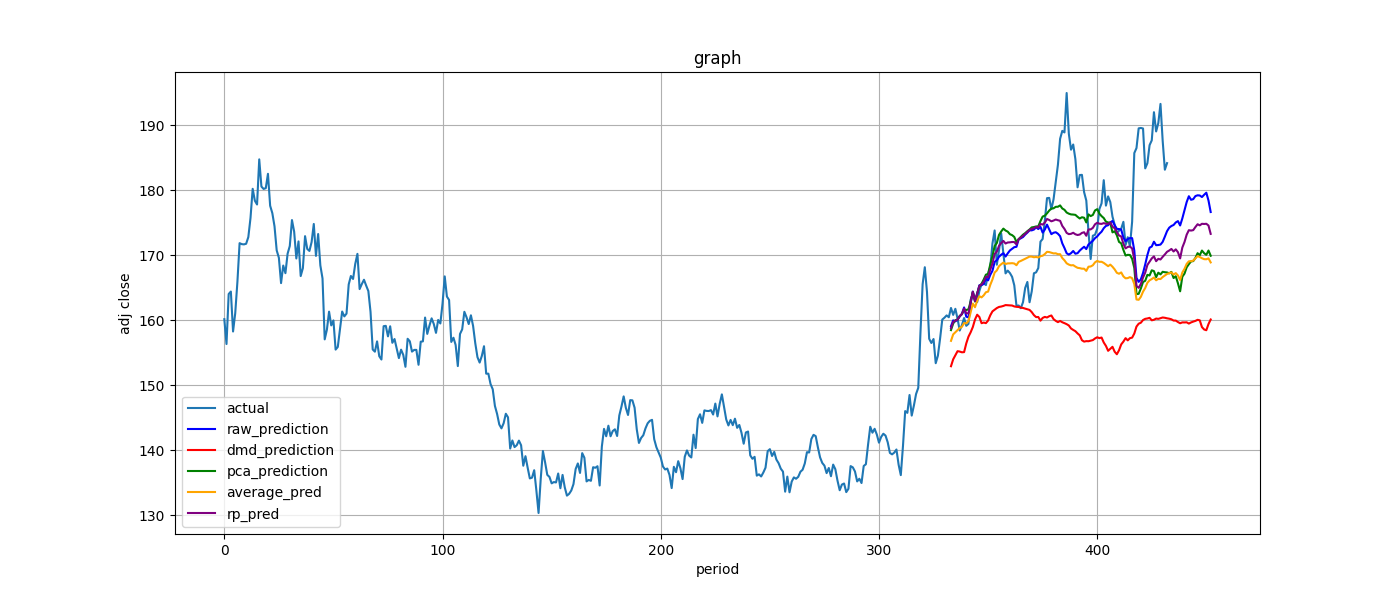 graph
190
180
170
160
150
140
130
adj close
actual
raw_prediction
dmd_prediction
pca_prediction
average_pred
rp_pred
0 100 200 300 400
period